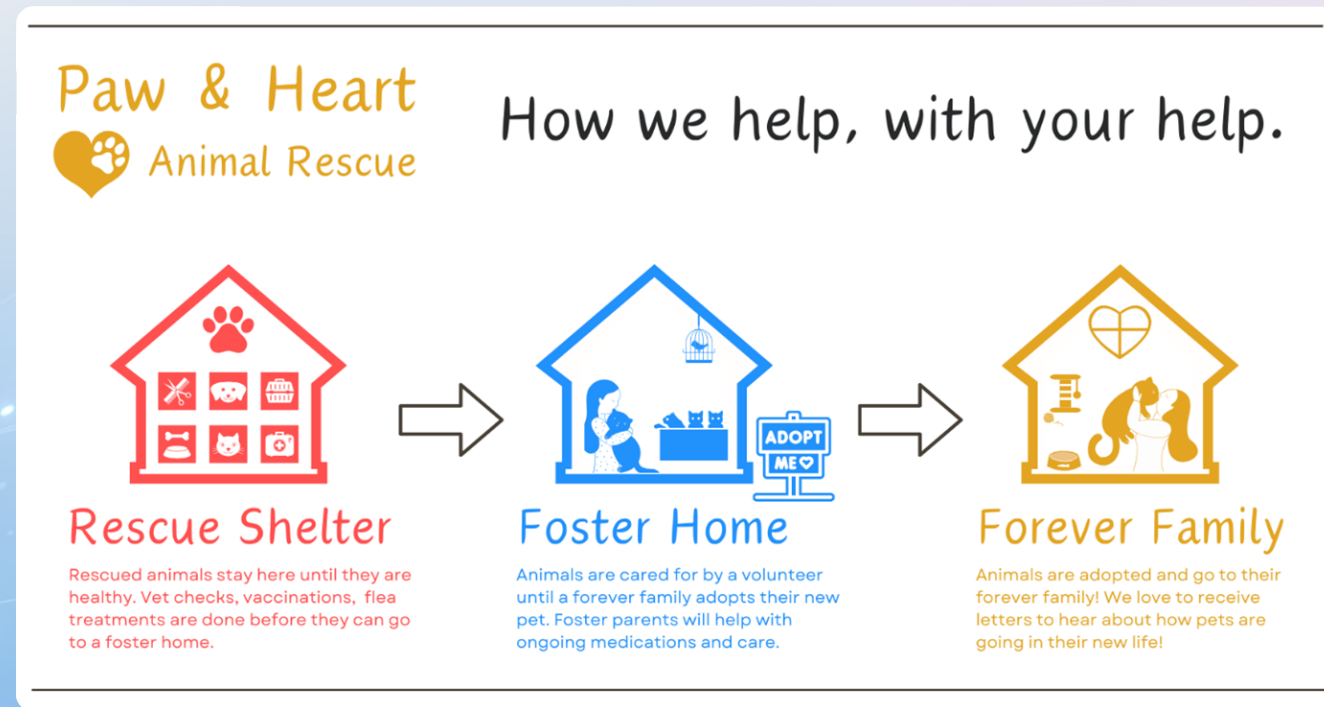 Paw & Heart
Animal Rescue
How we help, with your help.
ADOPT
ME
Rescue Shelter
Rescued animals stay here until they are
healthy. Vet checks, vaccinations, flea
treatments are done before they can go
to a foster home.
Foster Home
Animals are cared for by a volunteer
until a forever family adopts their new
pet. Foster parents will help with
ongoing medications and care.
Forever Family
Animals are adopted and go to their
forever family! We love to receive
letters to hear about how pets are
going in their new life!